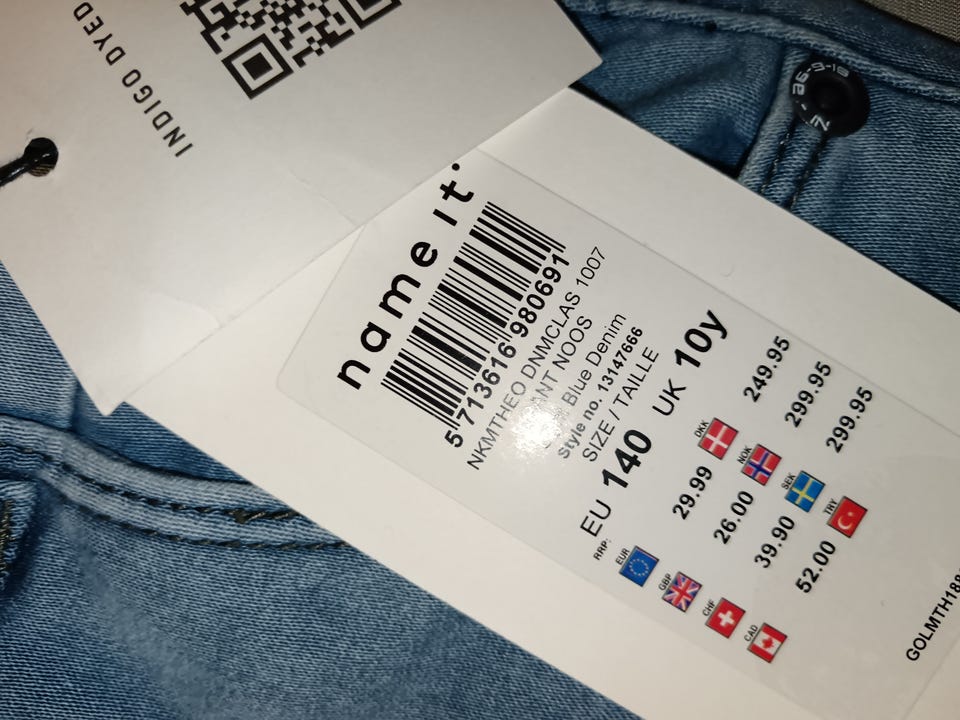 INDIGO DYED
name it
5 713616 980691
NKMTHEO DNMCLAS 1007
NOOS
Blue Denim
style no. 13147666
SIZE / TAILLE
EU 140 UK 10y
RRP:
EUR 29.99 DKK 249.95
GBP 26.00 NOK 299.95
CHF 39.90 SEK 299.95
CAD 52.00 TRY